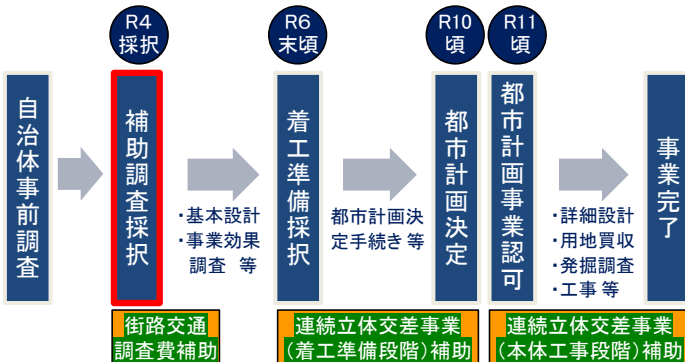 R4
採択
R6
末頃
R10
頃
R11
頃
自治体事前調査
補助調査採択
・基本設計
・事業効果
調査 等
着工準備採択
都市計画決
定手続き 等
都市計画決定
都市計画事業認可
・詳細設計
・用地買収
・発掘調査
・工事 等
事業完了
街路交通
調査費補助
連続立体交差事業
(着工準備段階)補助
連続立体交差事業
(本体工事段階)補助